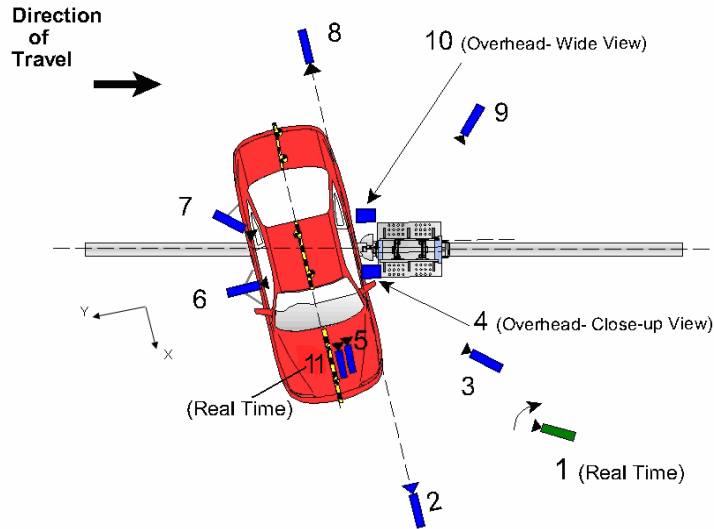 Direction
of
Travel
8
10 (Overhead- Wide View)
9
7
6
Y
X
4 (Overhead- Close-up View)
5
11
3
(Real Time)
1 (Real Time)
2